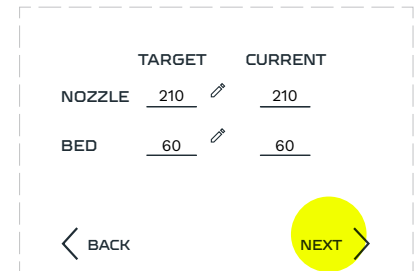 TARGET CURRENT
NOZZLE 210 210
BED 60 60
BACK NEXT